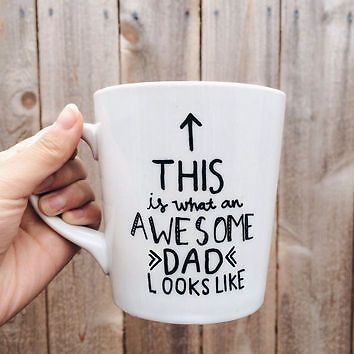 ↑
THIS
is what an
AWESOME
»DAD«
LOOKS LIKE